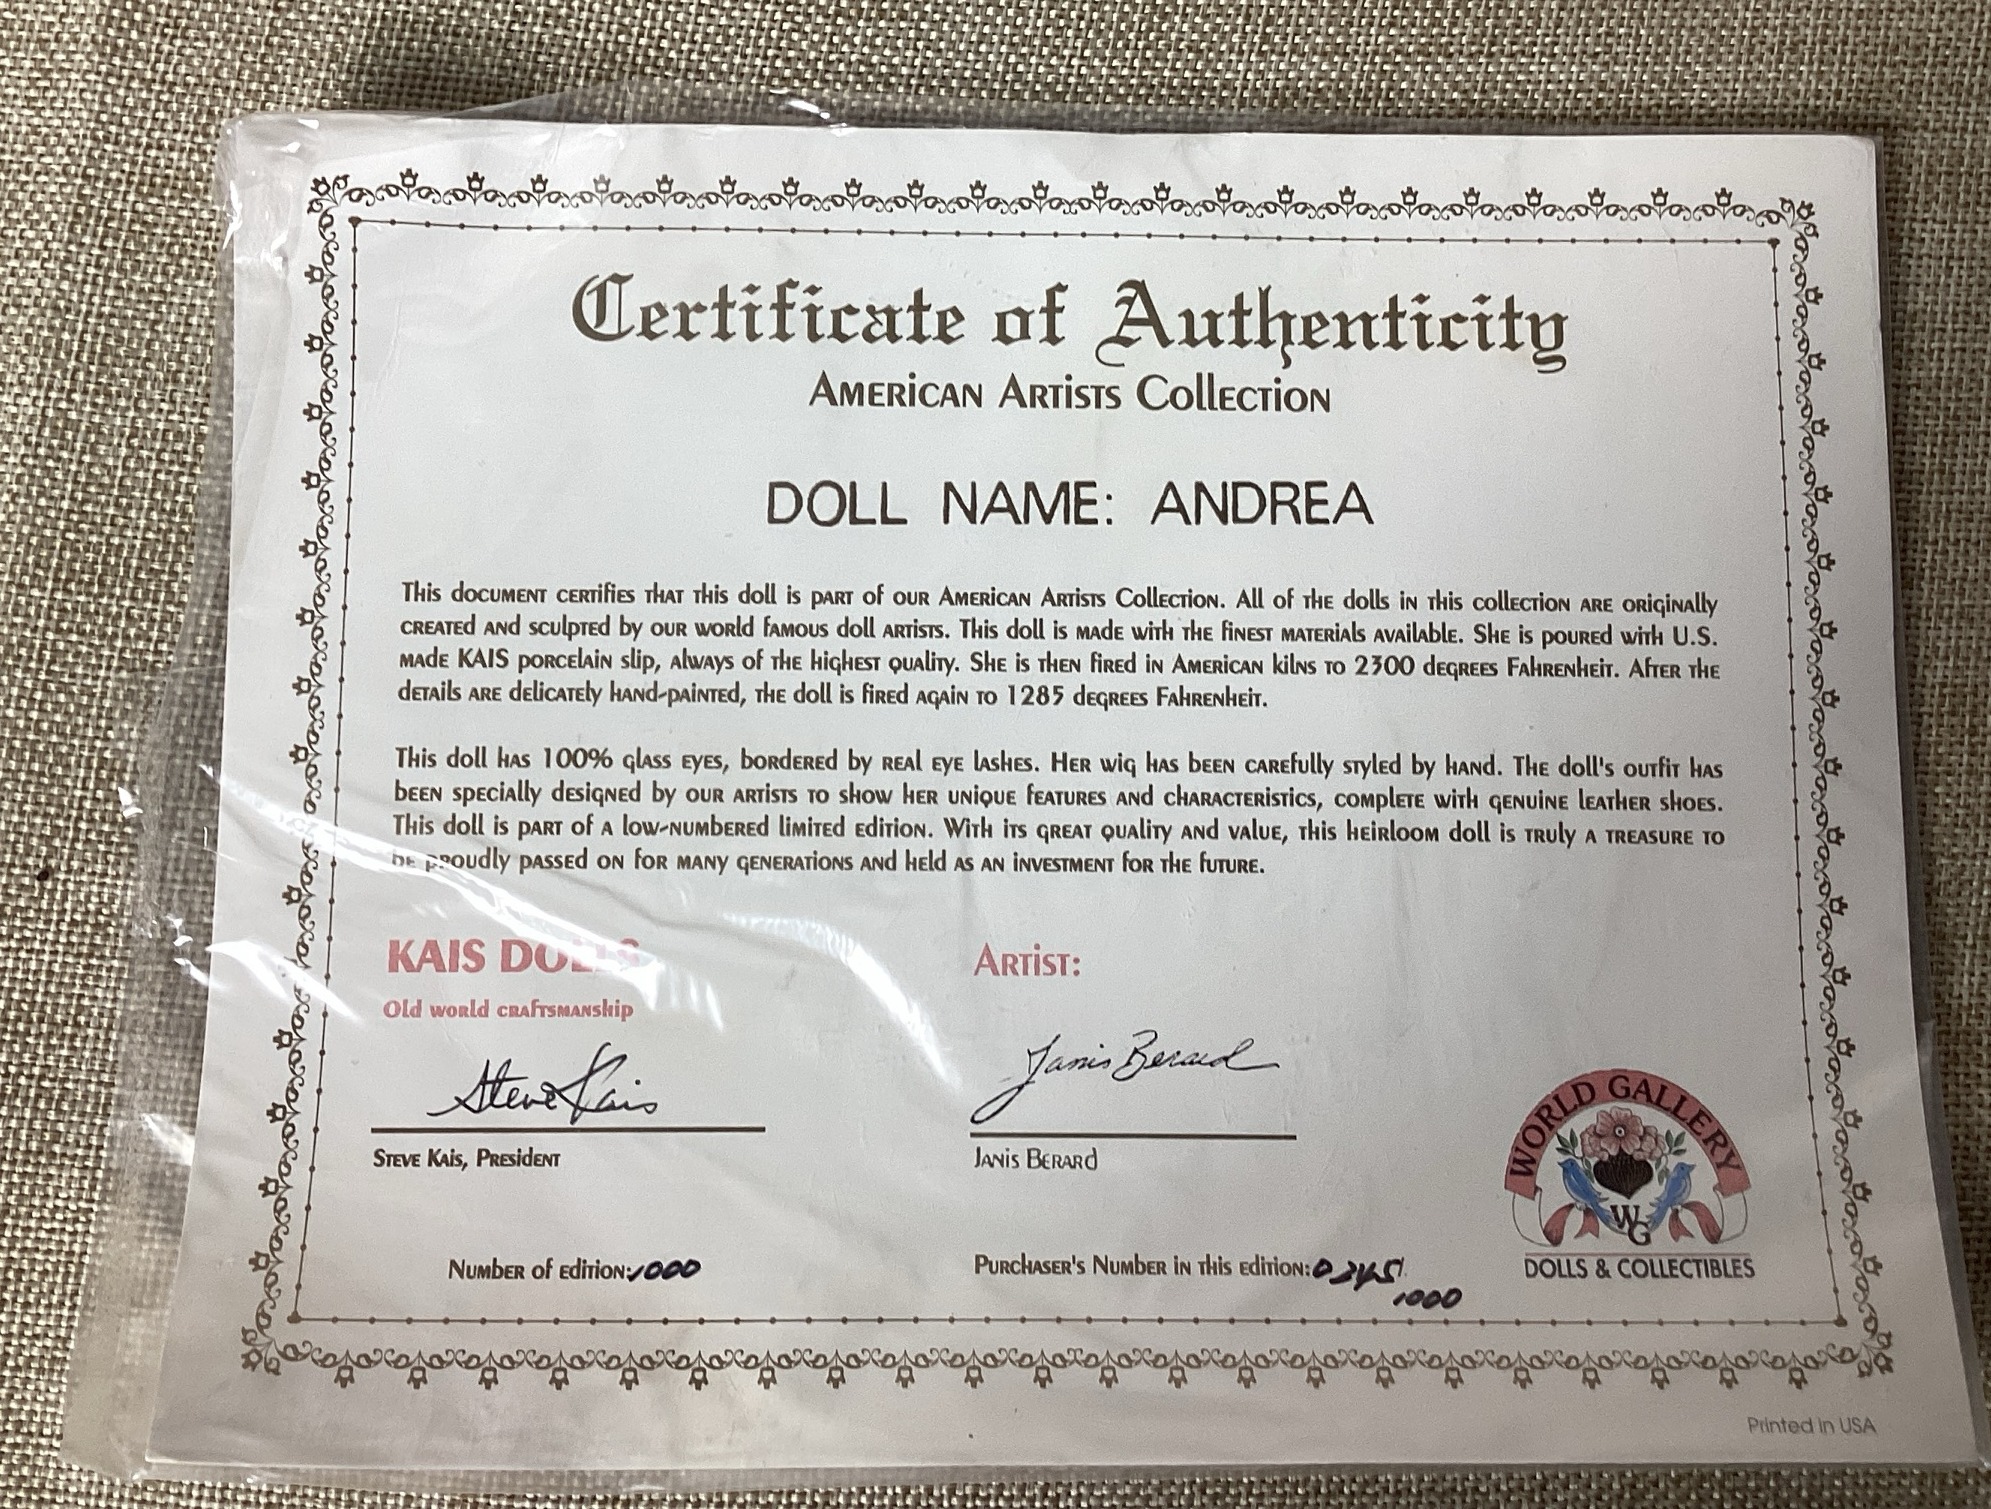 Certificate of Authenticity
American Artists Collection
DOLL NAME: ANDREA
This document certifies that this doll is part of our American Artists Collection. All of the dolls in this collection are originally
created and sculpted by our world famous doll artists. This doll is made with the finest materials available. She is poured with U.S.
made KAIS porcelain slip, always of the highest quality. She is then fired in American kilns to 2300 degrees Fahrenheit. After the
details are delicately hand-painted, the doll is fired again to 1285 degrees Fahrenheit.
This doll has 100% glass eyes, bordered by real eye lashes. Her wig has been carefully styled by hand. The doll's outfit has
been specially designed by our artists to show her unique features and characteristics, complete with genuine leather shoes.
This doll is part of a low-numbered limited edition. With its great quality and value, this heirloom doll is truly a treasure to
be proudly passed on for many generations and held as an investment for the future.
KAIS DOLLS
Artist:
Old world craftsmanship
Steve Kais
Janis Berard
Steve Kais, President
Janis Berard
WORLD GALLERY
WG
DOLLS & COLLECTIBLES
Number of edition: 1000
Purchaser's Number in this edition:
1000
Printed in USA